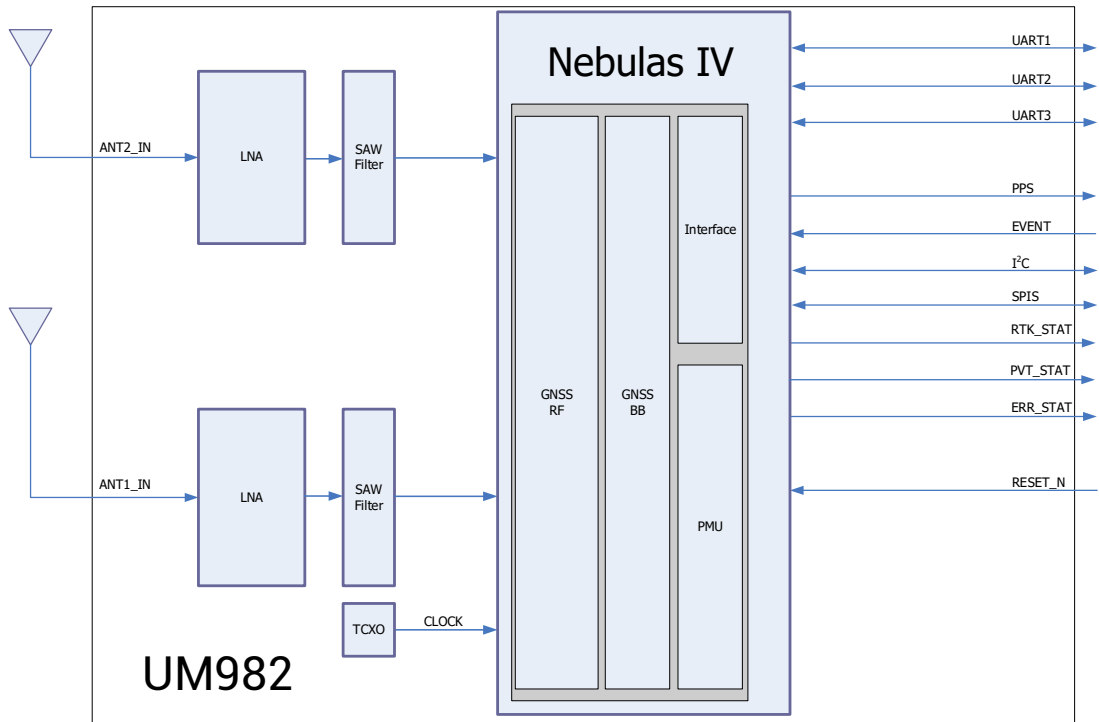 Nebulas IV
UART1
UART2
UART3
ANT2_IN
LNA
SAW
Filter
PPS
Interface
EVENT
I²C
SPIS
RTK_STAT
PVT_STAT
GNSS
RF
GNSS
BB
ERR_STAT
ANT1_IN
LNA
SAW
Filter
RESET_N
PMU
TCXO
CLOCK
UM982